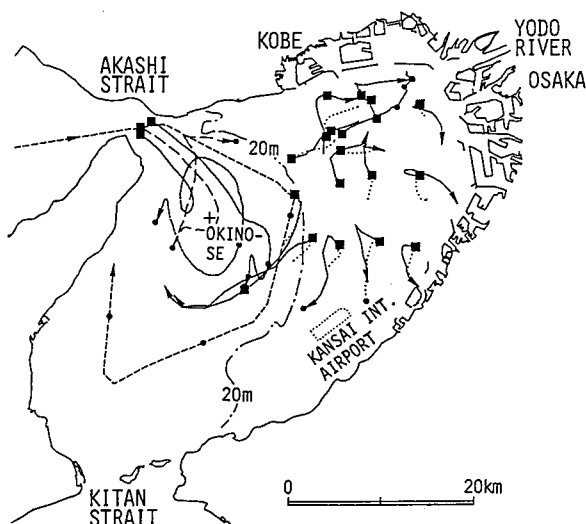 KOBE
YODO
RIVER
OSAKA
AKASHI
STRAIT
20m
OKINO-
SE
KANSAI INT.
AIRPORT
20m
KITAN
STRAIT
0
20km